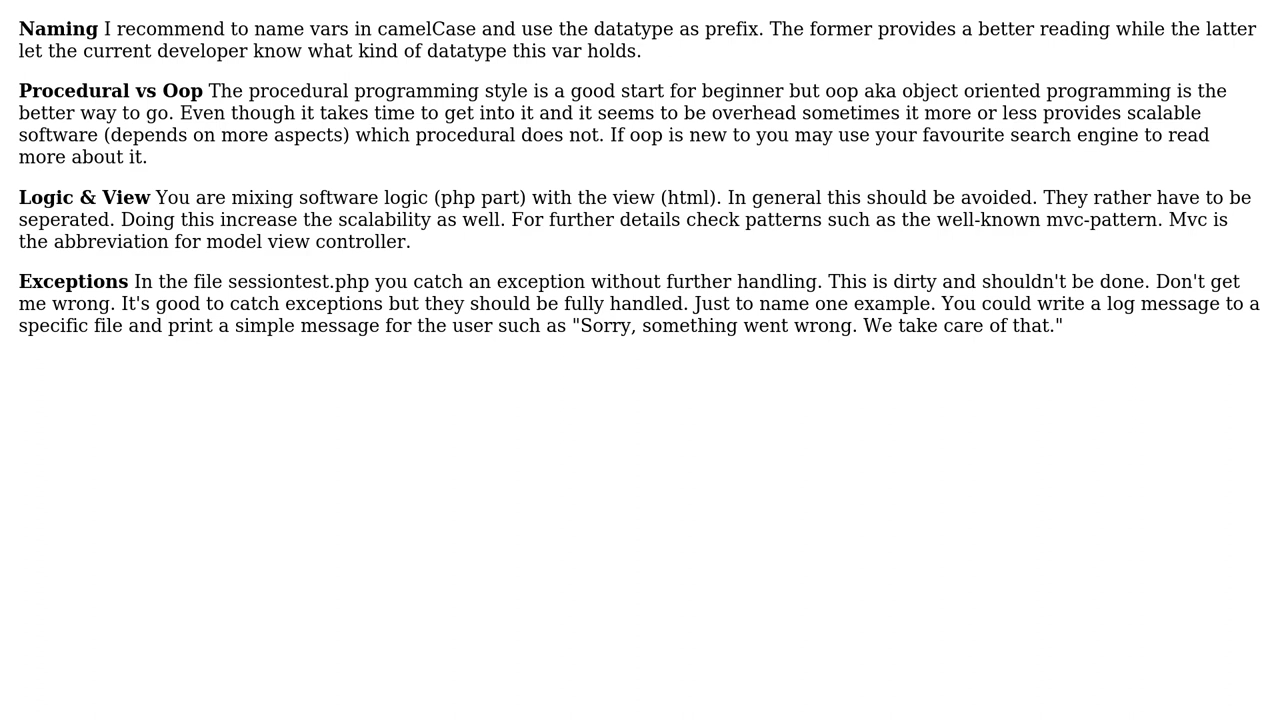 Naming I recommend to name vars in camelCase and use the datatype as prefix. The former provides a better reading while the latter
let the current developer know what kind of datatype this var holds.
Procedural vs Oop The procedural programming style is a good start for beginner but oop aka object oriented programming is the
better way to go. Even though it takes time to get into it and it seems to be overhead sometimes it more or less provides scalable
software (depends on more aspects) which procedural does not. If oop is new to you may use your favourite search engine to read
more about it.
Logic & View You are mixing software logic (php part) with the view (html). In general this should be avoided. They rather have to be
seperated. Doing this increase the scalability as well. For further details check patterns such as the well-known mvc-pattern. Mvc is
the abbreviation for model view controller.
Exceptions In the file sessiontest.php you catch an exception without further handling. This is dirty and shouldn't be done. Don't get
me wrong. It's good to catch exceptions but they should be fully handled. Just to name one example. You could write a log message to a
specific file and print a simple message for the user such as "Sorry, something went wrong. We take care of that."